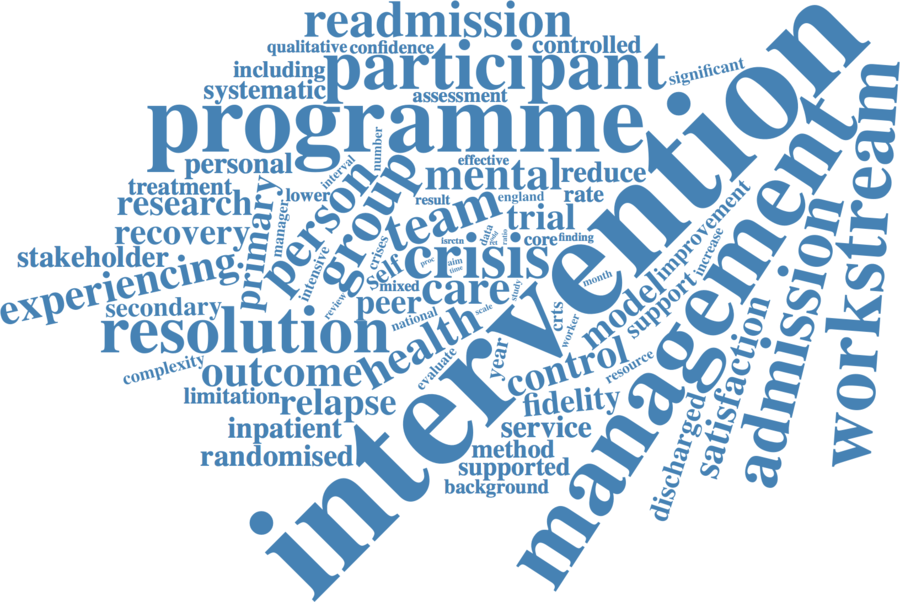 readmission
qualitative
confidence
controlled
including
participant
significant
systematic
assessment
programme
intervention
number
personal
interval
effective
mental
reduce
treatment
lower
person
group
result
england
rate
management
workstream
research
primary
manager
team
trial
improvement
recovery
crises
data
ratio
core
finding
isrctn
stakeholder
experiencing
intensive
self
proc
aim
time
crisis
model
increase
admission
secondary
review
mixed
peer
care
study
month
support
resolution
national
health
scale
crts
worker
complexity
outcome
evaluate
year
control
resource
satisfaction
limitation
relapse
fidelity
discharged
inpatient
service
randomised
method
supported
background